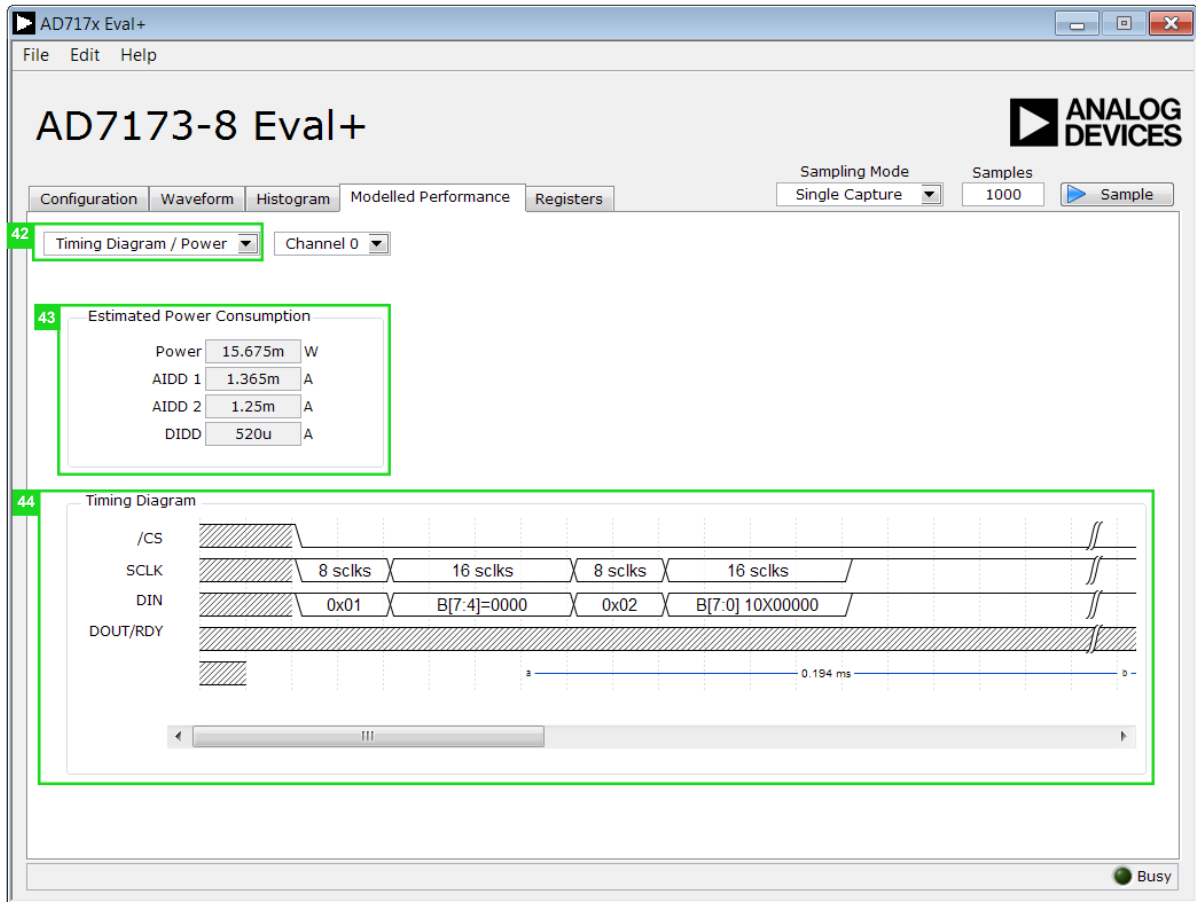 AD717x Eval+
File Edit Help
AD7173-8 Eval+
ANALOG
DEVICES
Sampling Mode Samples
Configuration Waveform Histogram Modelled Performance Registers Single Capture 1000 Sample
42 Timing Diagram / Power Channel 0
43 Estimated Power Consumption
Power 15.675m W
AIDD 1 1.365m A
AIDD 2 1.25m A
DIDD 520u A
44 Timing Diagram
/CS
SCLK 8 sclks 16 sclks 8 sclks 16 sclks
DIN 0x01 B[7:4]=0000 0x02 B[7:0] 10X00000
DOUT/RDY
a 0.194 ms b
Busy